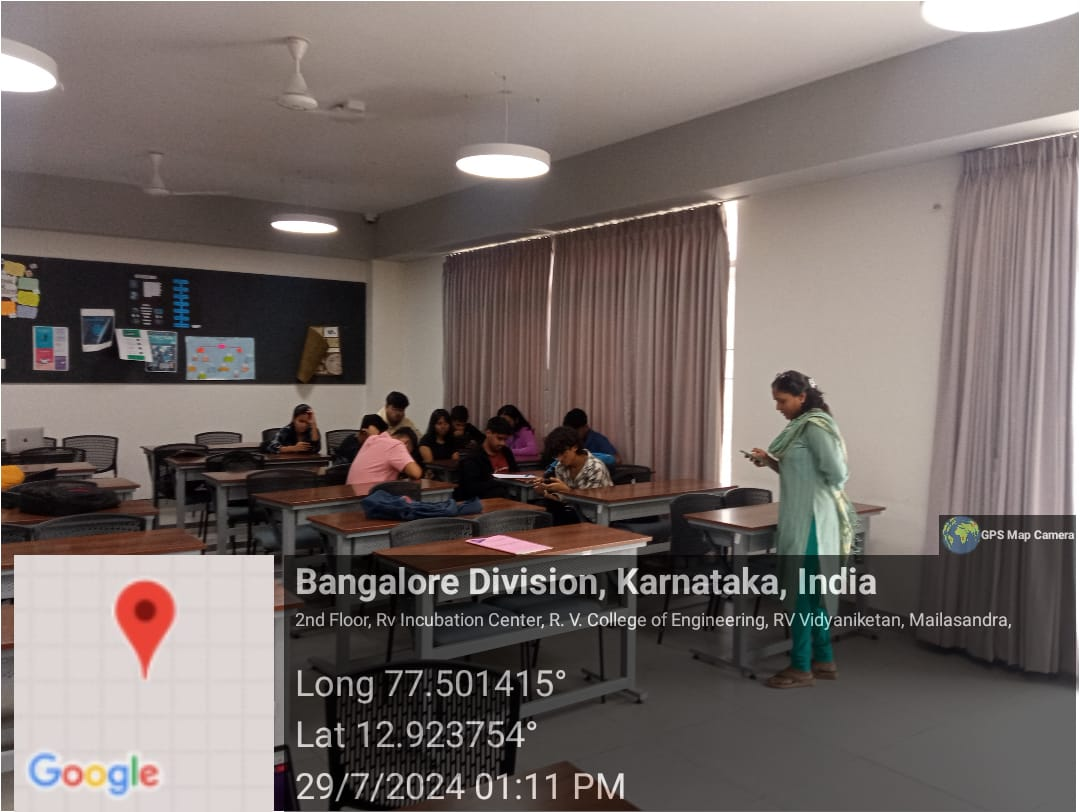 GPS Map Camera
Bangalore Division, Karnataka, India
2nd Floor, Rv Incubation Center, R. V. College of Engineering, RV Vidyaniketan, Mailasandra,
Long 77.501415°
Lat 12.923754°
29/7/2024 01:11 PM
Google